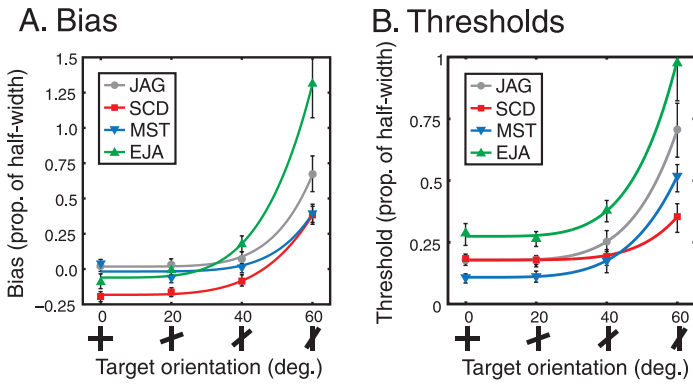 A. Bias
Bias (prop. of half-width)
1.5
1.25
1.0
0.75
0.5
0.25
0.0
−0.25
JAG
SCD
MST
EJA
0 20 40 60
Target orientation (deg.)
B. Thresholds
Threshold (prop. of half-width)
1
0.75
0.5
0.25
0
JAG
SCD
MST
EJA
0 20 40 60
Target orientation (deg.)